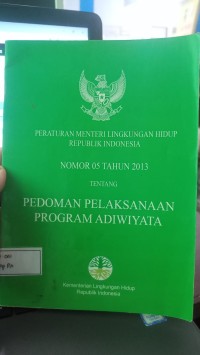 PERATURAN MENTERI LINGKUNGAN HIDUP
REPUBLIK INDONESIA
NOMOR 05 TAHUN 2013
TENTANG
PEDOMAN PELAKSANAAN
PROGRAM ADIWIYATA
Kementerian Lingkungan Hidup
Republik Indonesia